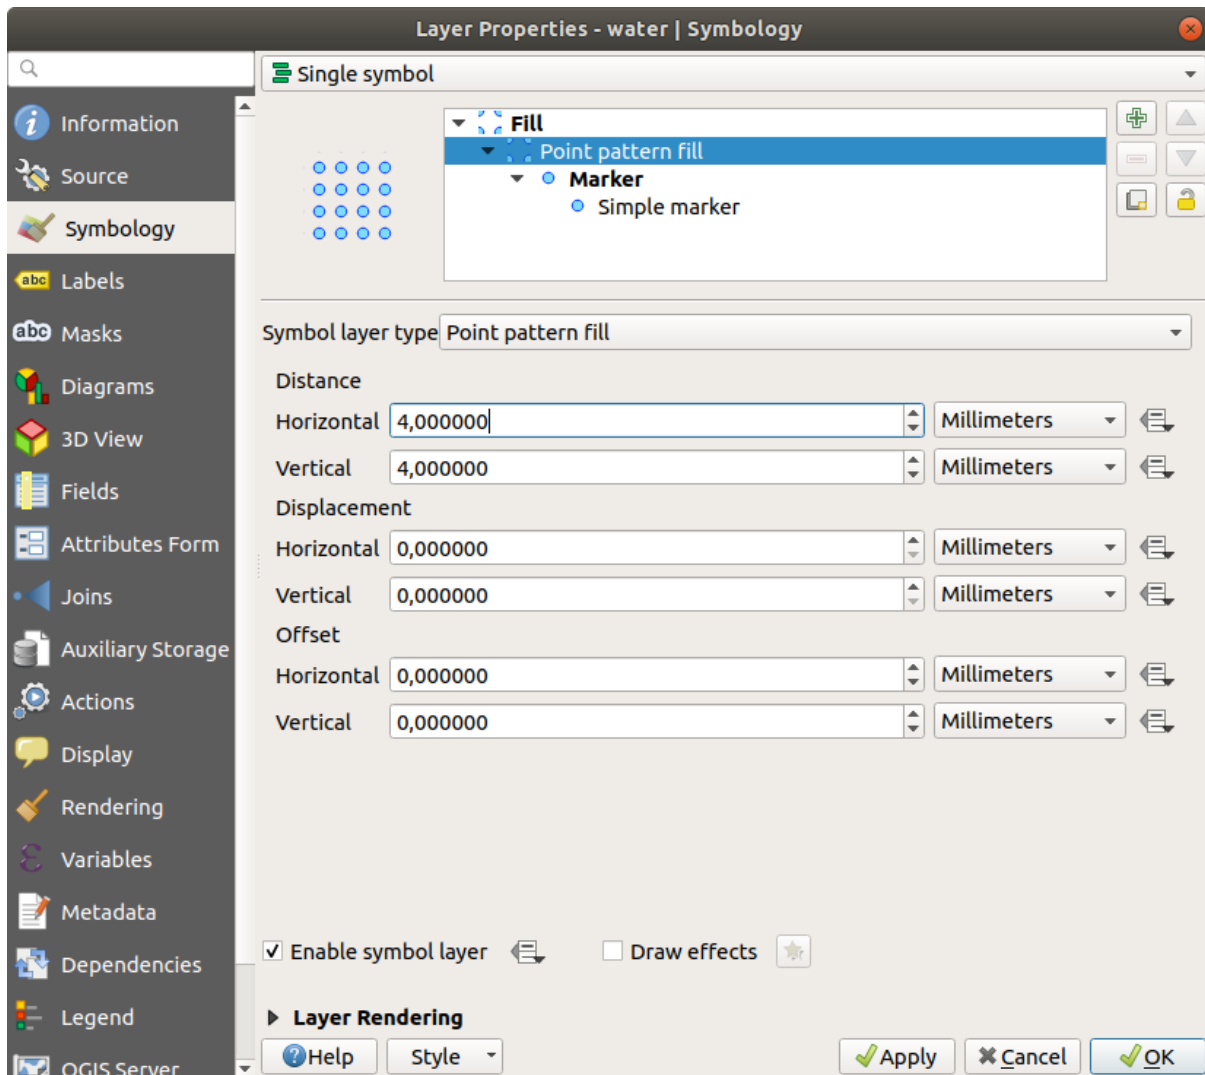 Layer Properties - water | Symbology
Single symbol
Information
Source
Symbology
Labels
Masks
Diagrams
3D View
Fields
Attributes Form
Joins
Auxiliary Storage
Actions
Display
Rendering
Variables
Metadata
Dependencies
Legend
QGIS Server
abc
abc
Fill
Point pattern fill
Marker
Simple marker
Symbol layer type Point pattern fill
Distance
Horizontal 4,000000 Millimeters
Vertical 4,000000 Millimeters
Displacement
Horizontal 0,000000 Millimeters
Vertical 0,000000 Millimeters
Offset
Horizontal 0,000000 Millimeters
Vertical 0,000000 Millimeters
Enable symbol layer Draw effects
Layer Rendering
Help Style Apply Cancel OK